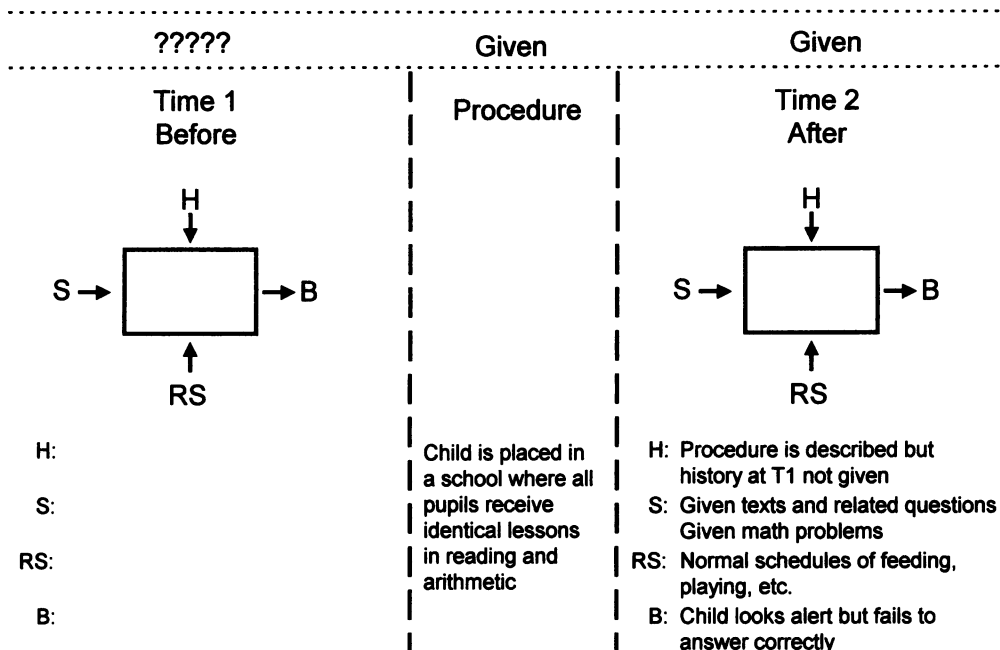 ?????
Given
Given
Time 1
Before
Procedure
Time 2
After
H
S
B
RS
H
S
B
RS
H:
S:
RS:
B:
Child is placed in
a school where all
pupils receive
identical lessons
in reading and
arithmetic
H: Procedure is described but
history at T1 not given
S: Given texts and related questions
Given math problems
RS: Normal schedules of feeding,
playing, etc.
B: Child looks alert but fails to
answer correctly